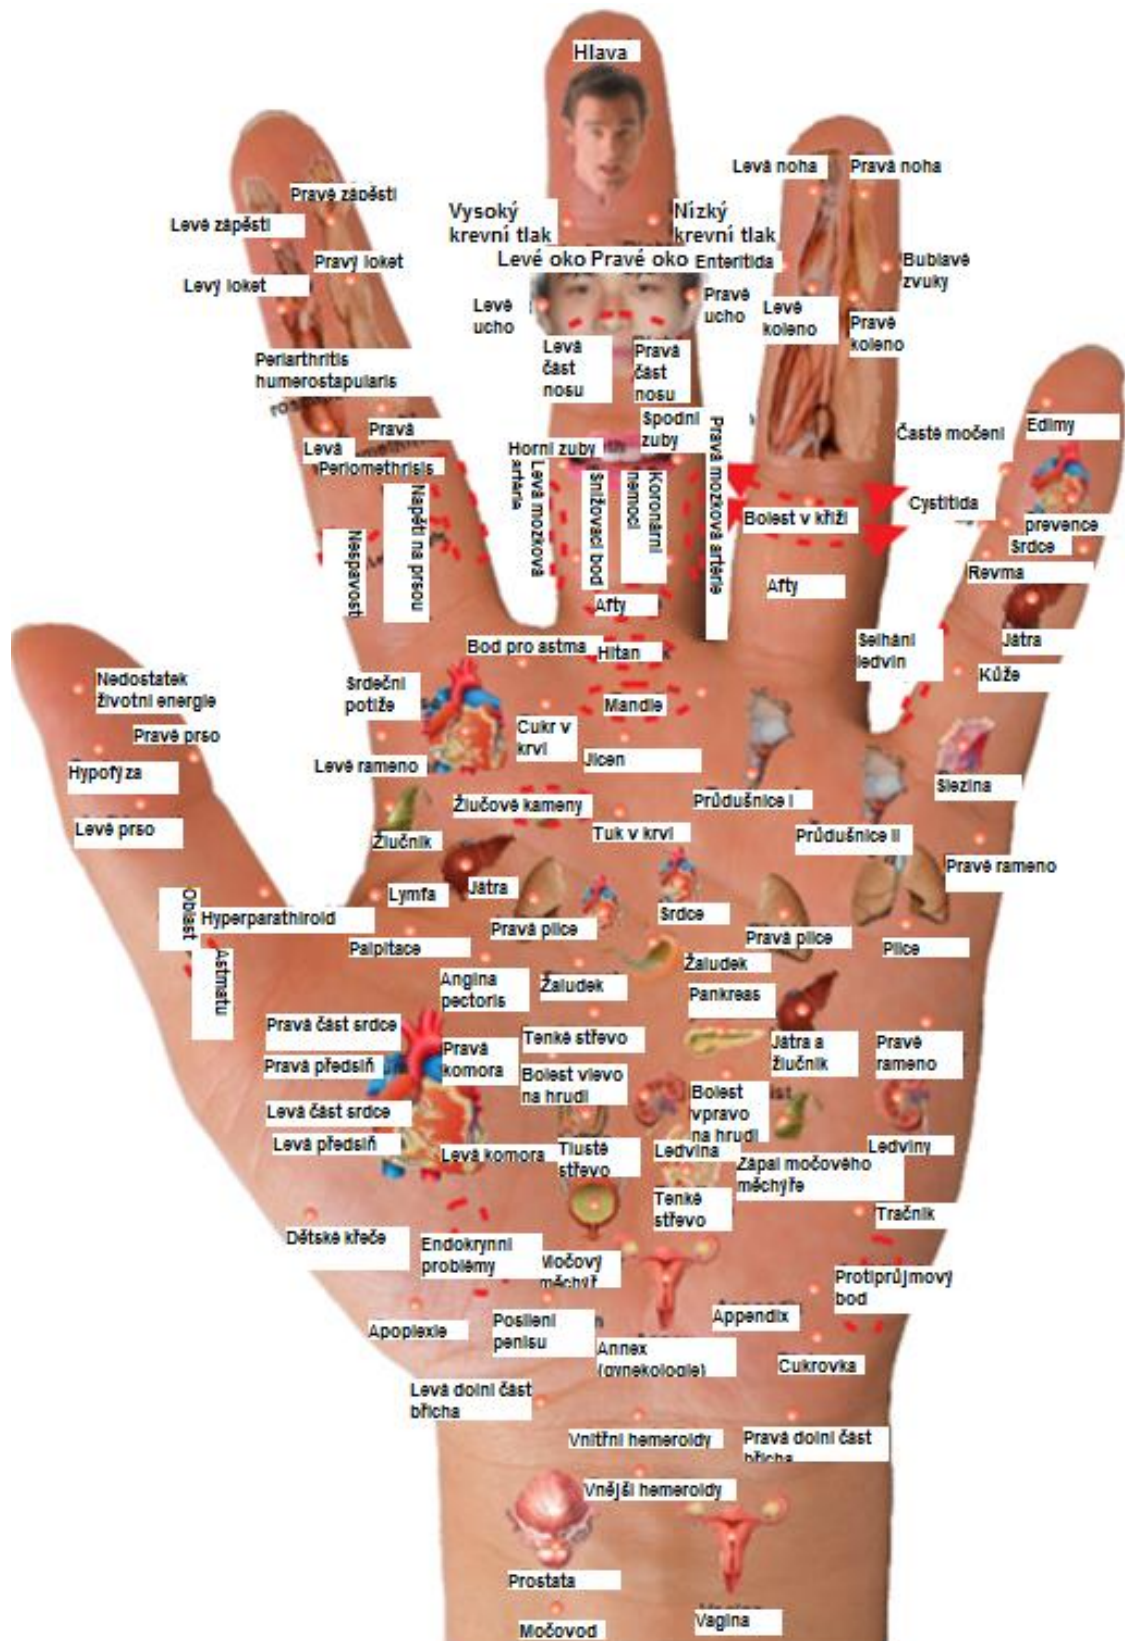 Hlava
Levá noha
Pravá noha
Pravé zápěstí
Levé zápěstí
Vysoký
krevní tlak
Nízký
krevní tlak
Pravý loket
Levý loket
Levé oko
Pravé oko
Enteritida
Bublavé
zvuky
Levé
ucho
Pravé
ucho
Levé
koleno
Pravé
koleno
Levá
část
nosu
Pravá
část
nosu
Periarthritis
humerostapularis
Pravá
Levá
Periomethrisis
Spodní
zuby
Horní zuby
Časté močení
Edimy
Napětí na prsou
Nespavost
Levá mozková
artérie
Snižovací bod
Koronární
nemoci
Pravá mozková artérie
Bolest v kříži
Cystitida
prevence
Srdce
Revma
Afty
Afty
Bod pro astma
Hltan
Selhání
ledvin
Játra
Kůže
Nedostatek
životní energie
Srdeční
potíže
Mandle
Pravé prso
Cukr v
krvi
Jícen
Hypofýza
Levé rameno
Slezina
Levé prso
Žlučové kameny
Průdušnice I
Žlučník
Tuk v krvi
Průdušnice II
Pravé rameno
Lymfa
Játra
Oblast
Astmatu
Hyperparathiroid
Srdce
Pravá plíce
Pravá plíce
Plíce
Palpitace
Angina
pectoris
Žaludek
Žaludek
Pankreas
Pravá část srdce
Pravá
komora
Tenké střevo
Játra a
žlučník
Pravé
rameno
Pravá předsíň
Bolest vlevo
na hrudi
Bolest
vpravo
na hrudi
Levá část srdce
Levá předsíň
Levá komora
Tlusté
střevo
Ledvina
Ledviny
Zápal močového
měchýře
Tenké
střevo
Tračník
Dětské křeče
Endokrynní
problémy
Močový
měchýř
Protiprůjmový
bod
Apoplexie
Posílení
penisu
Appendix
Annex
(gynekologie)
Cukrovka
Levá dolní část
břicha
Vnitřní hemeroidy
Pravá dolní část
břicha
Vnější hemeroidy
Prostata
Vagina
Močovod